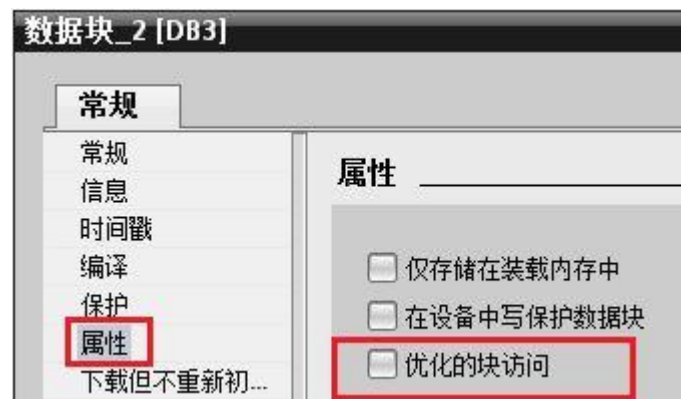 数据块_2 [DB3]
常规
常规
信息
时间戳
编译
保护
属性
下载但不重新初...
属性
仅存储在装载内存中
在设备中写保护数据块
优化的块访问